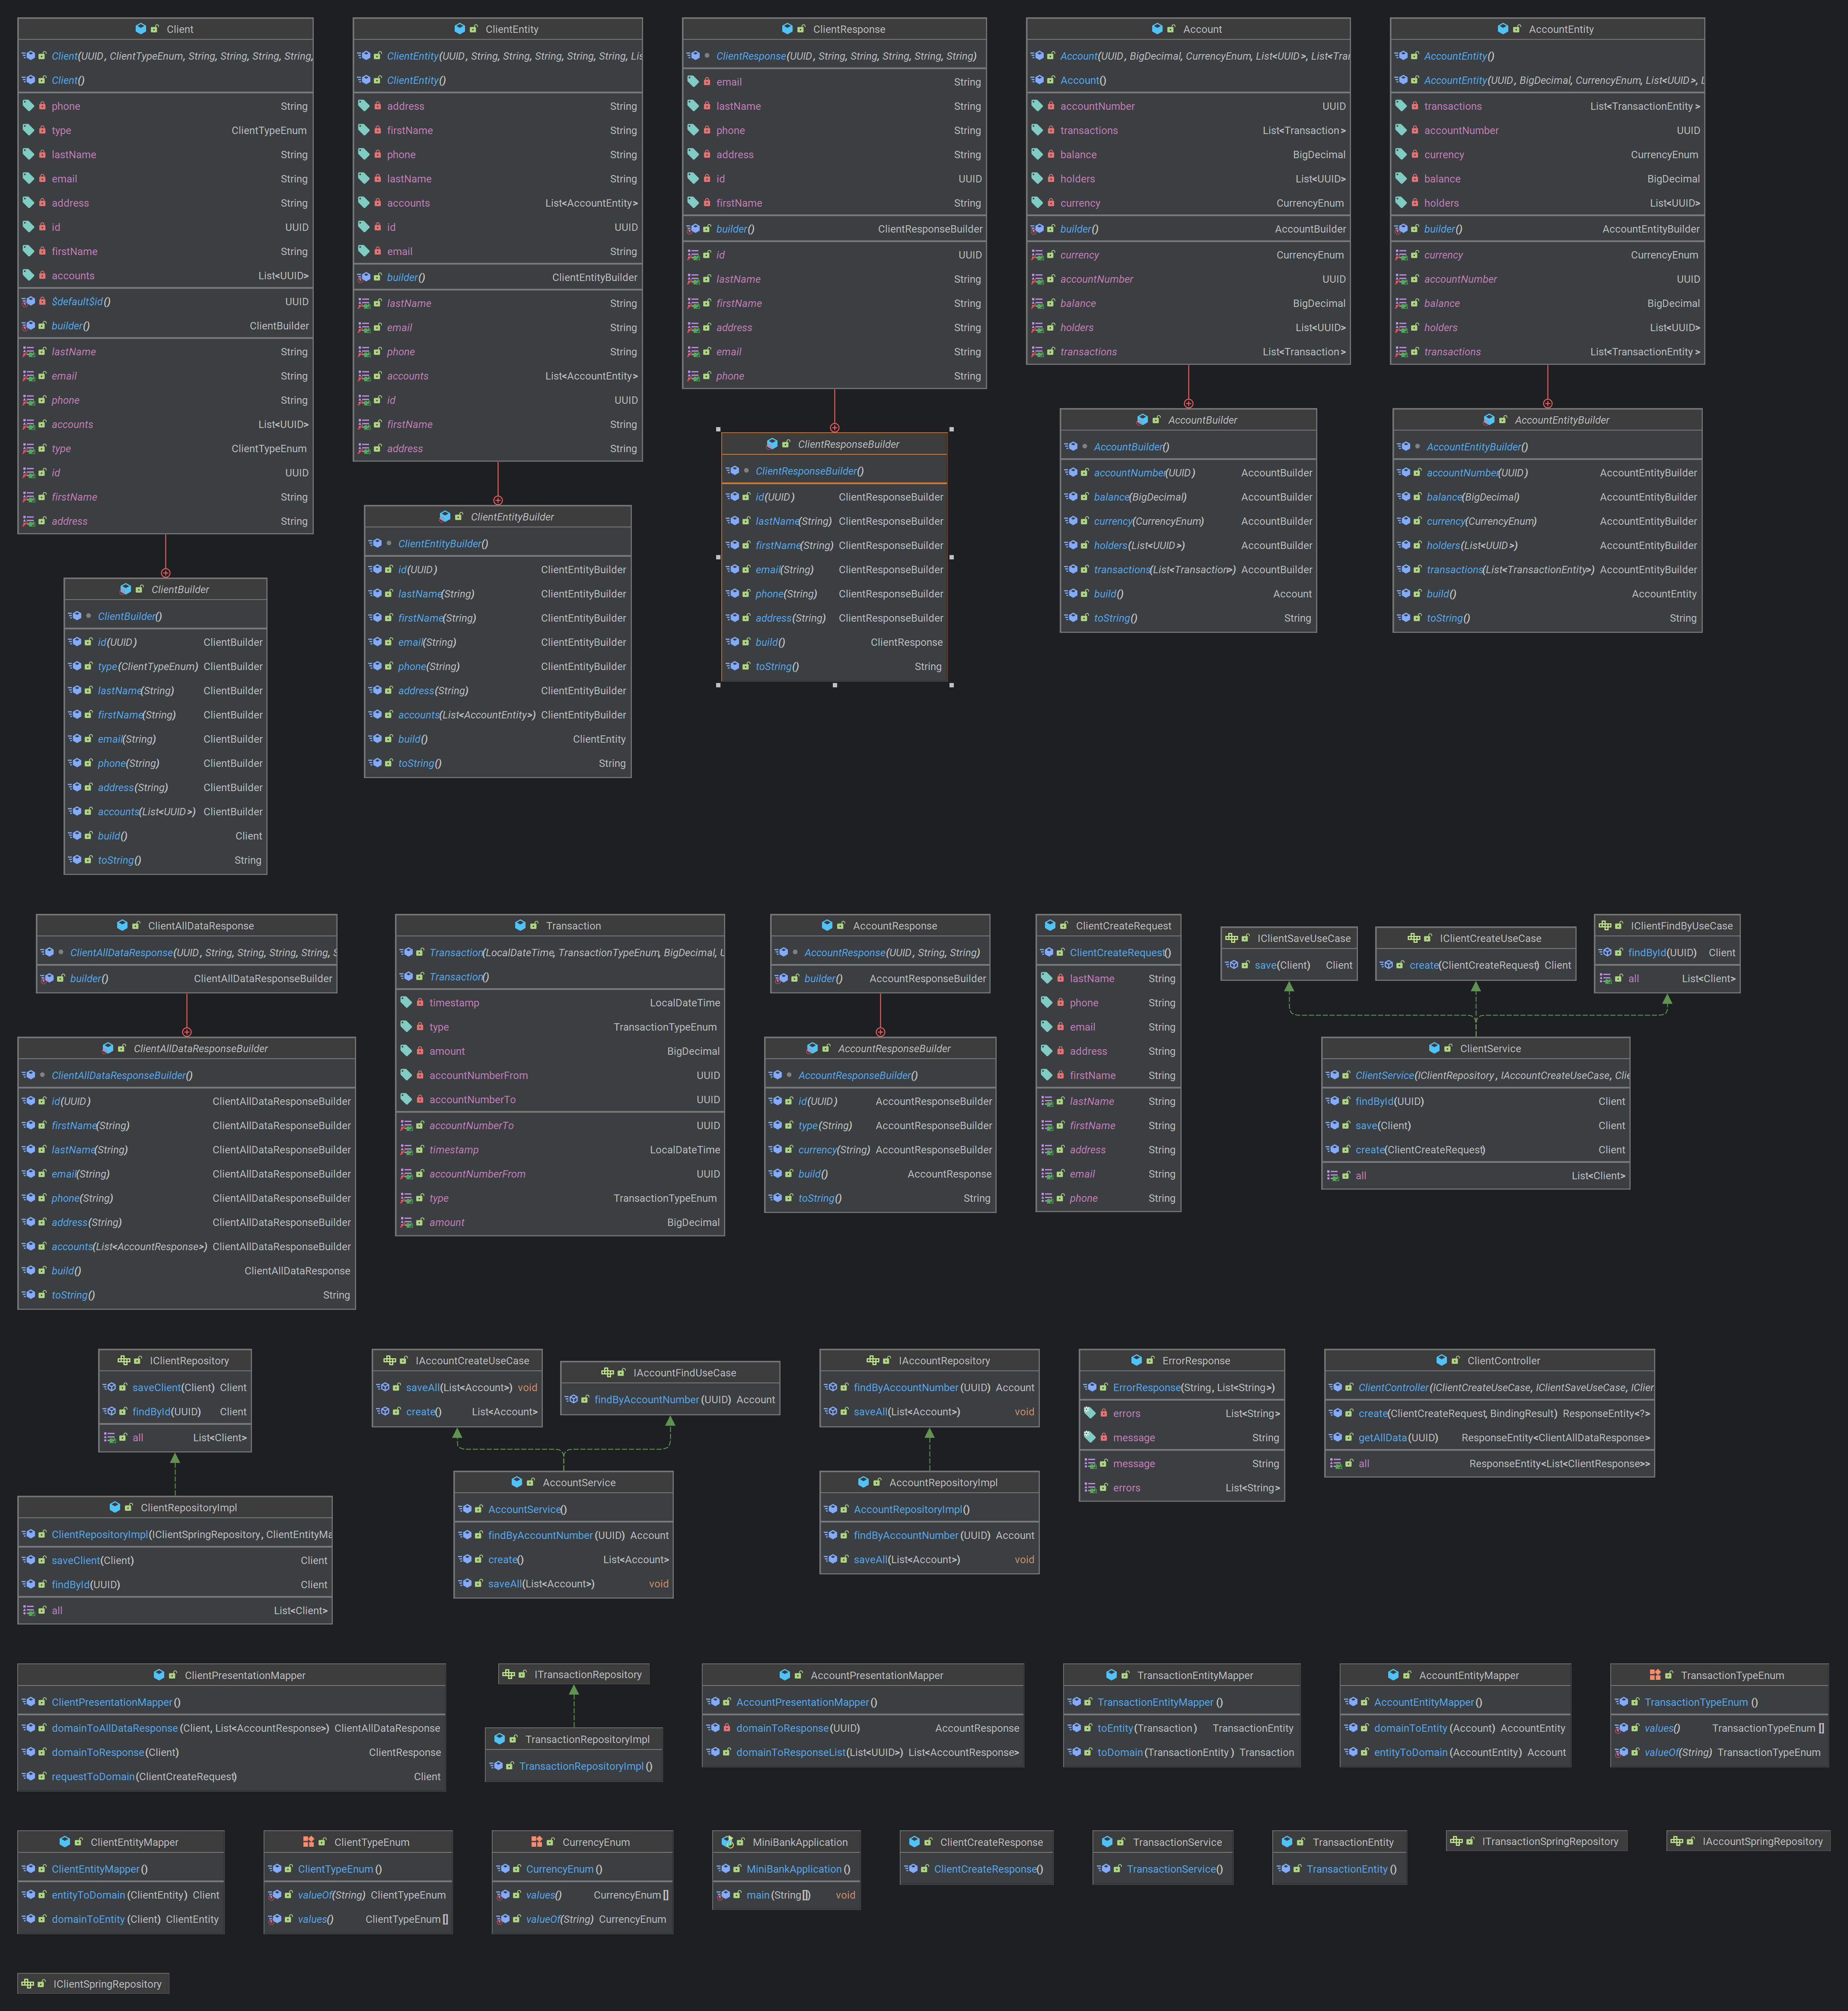 Client
Client(UUID, ClientTypeEnum, String, String, String, String,
Client()
phone String
type ClientTypeEnum
lastName String
email String
address String
id UUID
firstName String
accounts List<UUID>
$default$id() UUID
builder() ClientBuilder
lastName String
email String
phone String
accounts List<UUID>
type ClientTypeEnum
id UUID
firstName String
address String
ClientBuilder
ClientBuilder()
id(UUID) ClientBuilder
type(ClientTypeEnum) ClientBuilder
lastName(String) ClientBuilder
firstName(String) ClientBuilder
email(String) ClientBuilder
phone(String) ClientBuilder
address(String) ClientBuilder
accounts(List<UUID>) ClientBuilder
build() Client
toString() String
ClientEntity
ClientEntity(UUID, String, String, String, String, String, Lis
ClientEntity()
address String
firstName String
phone String
lastName String
accounts List<AccountEntity>
id UUID
email String
builder() ClientEntityBuilder
lastName String
email String
phone String
accounts List<AccountEntity>
id UUID
firstName String
address String
ClientEntityBuilder
ClientEntityBuilder()
id(UUID) ClientEntityBuilder
lastName(String) ClientEntityBuilder
firstName(String) ClientEntityBuilder
email(String) ClientEntityBuilder
phone(String) ClientEntityBuilder
address(String) ClientEntityBuilder
accounts(List<AccountEntity>) ClientEntityBuilder
build() ClientEntity
toString() String
ClientResponse
ClientResponse(UUID, String, String, String, String, String)
email String
lastName String
phone String
address String
id UUID
firstName String
builder() ClientResponseBuilder
id UUID
lastName String
firstName String
address String
email String
phone String
ClientResponseBuilder
ClientResponseBuilder()
id(UUID) ClientResponseBuilder
lastName(String) ClientResponseBuilder
firstName(String) ClientResponseBuilder
email(String) ClientResponseBuilder
phone(String) ClientResponseBuilder
address(String) ClientResponseBuilder
build() ClientResponse
toString() String
Account
Account(UUID, BigDecimal, CurrencyEnum, List<UUID>, List<Trai
Account()
accountNumber UUID
transactions List<Transaction>
balance BigDecimal
holders List<UUID>
currency CurrencyEnum
builder() AccountBuilder
currency CurrencyEnum
accountNumber UUID
balance BigDecimal
holders List<UUID>
transactions List<Transaction>
AccountBuilder
AccountBuilder()
accountNumber(UUID) AccountBuilder
balance(BigDecimal) AccountBuilder
currency(CurrencyEnum) AccountBuilder
holders(List<UUID>) AccountBuilder
transactions(List<Transaction>) AccountBuilder
build() Account
toString() String
AccountEntity
AccountEntity()
AccountEntity(UUID, BigDecimal, CurrencyEnum, List<UUID>, L
transactions List<TransactionEntity>
accountNumber UUID
currency CurrencyEnum
balance BigDecimal
holders List<UUID>
builder() AccountEntityBuilder
currency CurrencyEnum
accountNumber UUID
balance BigDecimal
holders List<UUID>
transactions List<TransactionEntity>
AccountEntityBuilder
AccountEntityBuilder()
accountNumber(UUID) AccountEntityBuilder
balance(BigDecimal) AccountEntityBuilder
currency(CurrencyEnum) AccountEntityBuilder
holders(List<UUID>) AccountEntityBuilder
transactions(List<TransactionEntity>) AccountEntityBuilder
build() AccountEntity
toString() String
ClientAllDataResponse
ClientAllDataResponse(UUID, String, String, String, String, S
builder() ClientAllDataResponseBuilder
ClientAllDataResponseBuilder
ClientAllDataResponseBuilder()
id(UUID) ClientAllDataResponseBuilder
firstName(String) ClientAllDataResponseBuilder
lastName(String) ClientAllDataResponseBuilder
email(String) ClientAllDataResponseBuilder
phone(String) ClientAllDataResponseBuilder
address(String) ClientAllDataResponseBuilder
accounts(List<AccountResponse>) ClientAllDataResponseBuilder
build() ClientAllDataResponse
toString() String
Transaction
Transaction(LocalDateTime, TransactionTypeEnum, BigDecimal, U
Transaction()
timestamp LocalDateTime
type TransactionTypeEnum
amount BigDecimal
accountNumberFrom UUID
accountNumberTo UUID
accountNumberTo UUID
timestamp LocalDateTime
accountNumberFrom UUID
type TransactionTypeEnum
amount BigDecimal
AccountResponse
AccountResponse(UUID, String, String)
builder() AccountResponseBuilder
AccountResponseBuilder
AccountResponseBuilder()
id(UUID) AccountResponseBuilder
type(String) AccountResponseBuilder
currency(String) AccountResponseBuilder
build() AccountResponse
toString() String
ClientCreateRequest
ClientCreateRequest()
lastName String
phone String
email String
address String
firstName String
lastName String
firstName String
address String
email String
phone String
IClientSaveUseCase
save(Client) Client
IClientCreateUseCase
create(ClientCreateRequest) Client
IClientFindByUseCase
findById(UUID) Client
all List<Client>
ClientService
ClientService(IClientRepository, IAccountCreateUseCase, Clie
findById(UUID) Client
save(Client) Client
create(ClientCreateRequest) Client
all List<Client>
IClientRepository
saveClient(Client) Client
findById(UUID) Client
all List<Client>
ClientRepositoryImpl
ClientRepositoryImpl(IClientSpringRepository, ClientEntityMa
saveClient(Client) Client
findById(UUID) Client
all List<Client>
IAccountCreateUseCase
saveAll(List<Account>) void
create() List<Account>
IAccountFindUseCase
findByAccountNumber(UUID) Account
AccountService
AccountService()
findByAccountNumber(UUID) Account
create() List<Account>
saveAll(List<Account>) void
IAccountRepository
findByAccountNumber(UUID) Account
saveAll(List<Account>) void
AccountRepositoryImpl
AccountRepositoryImpl()
findByAccountNumber(UUID) Account
saveAll(List<Account>) void
ErrorResponse
ErrorResponse(String, List<String>)
errors List<String>
message String
message String
errors List<String>
ClientController
ClientController(IClientCreateUseCase, IClientSaveUseCase, IClien
create(ClientCreateRequest, BindingResult) ResponseEntity<?>
getAllData(UUID) ResponseEntity<ClientAllDataResponse>
all ResponseEntity<List<ClientResponse>>
ClientPresentationMapper
ClientPresentationMapper()
domainToAllDataResponse(Client, List<AccountResponse>) ClientAllDataResponse
domainToResponse(Client) ClientResponse
requestToDomain(ClientCreateRequest) Client
ITransactionRepository
TransactionRepositoryImpl
TransactionRepositoryImpl()
AccountPresentationMapper
AccountPresentationMapper()
domainToResponse(UUID) AccountResponse
domainToResponseList(List<UUID>) List<AccountResponse>
TransactionEntityMapper
TransactionEntityMapper()
toEntity(Transaction) TransactionEntity
toDomain(TransactionEntity) Transaction
AccountEntityMapper
AccountEntityMapper()
domainToEntity(Account) AccountEntity
entityToDomain(AccountEntity) Account
TransactionTypeEnum
TransactionTypeEnum()
values() TransactionTypeEnum[]
valueOf(String) TransactionTypeEnum
ClientEntityMapper
ClientEntityMapper()
entityToDomain(ClientEntity) Client
domainToEntity(Client) ClientEntity
ClientTypeEnum
ClientTypeEnum()
valueOf(String) ClientTypeEnum
values() ClientTypeEnum[]
CurrencyEnum
CurrencyEnum()
values() CurrencyEnum[]
valueOf(String) CurrencyEnum
MiniBankApplication
MiniBankApplication()
main(String[]) void
ClientCreateResponse
ClientCreateResponse()
TransactionService
TransactionService()
TransactionEntity
TransactionEntity()
ITransactionSpringRepository
IAccountSpringRepository
IClientSpringRepository